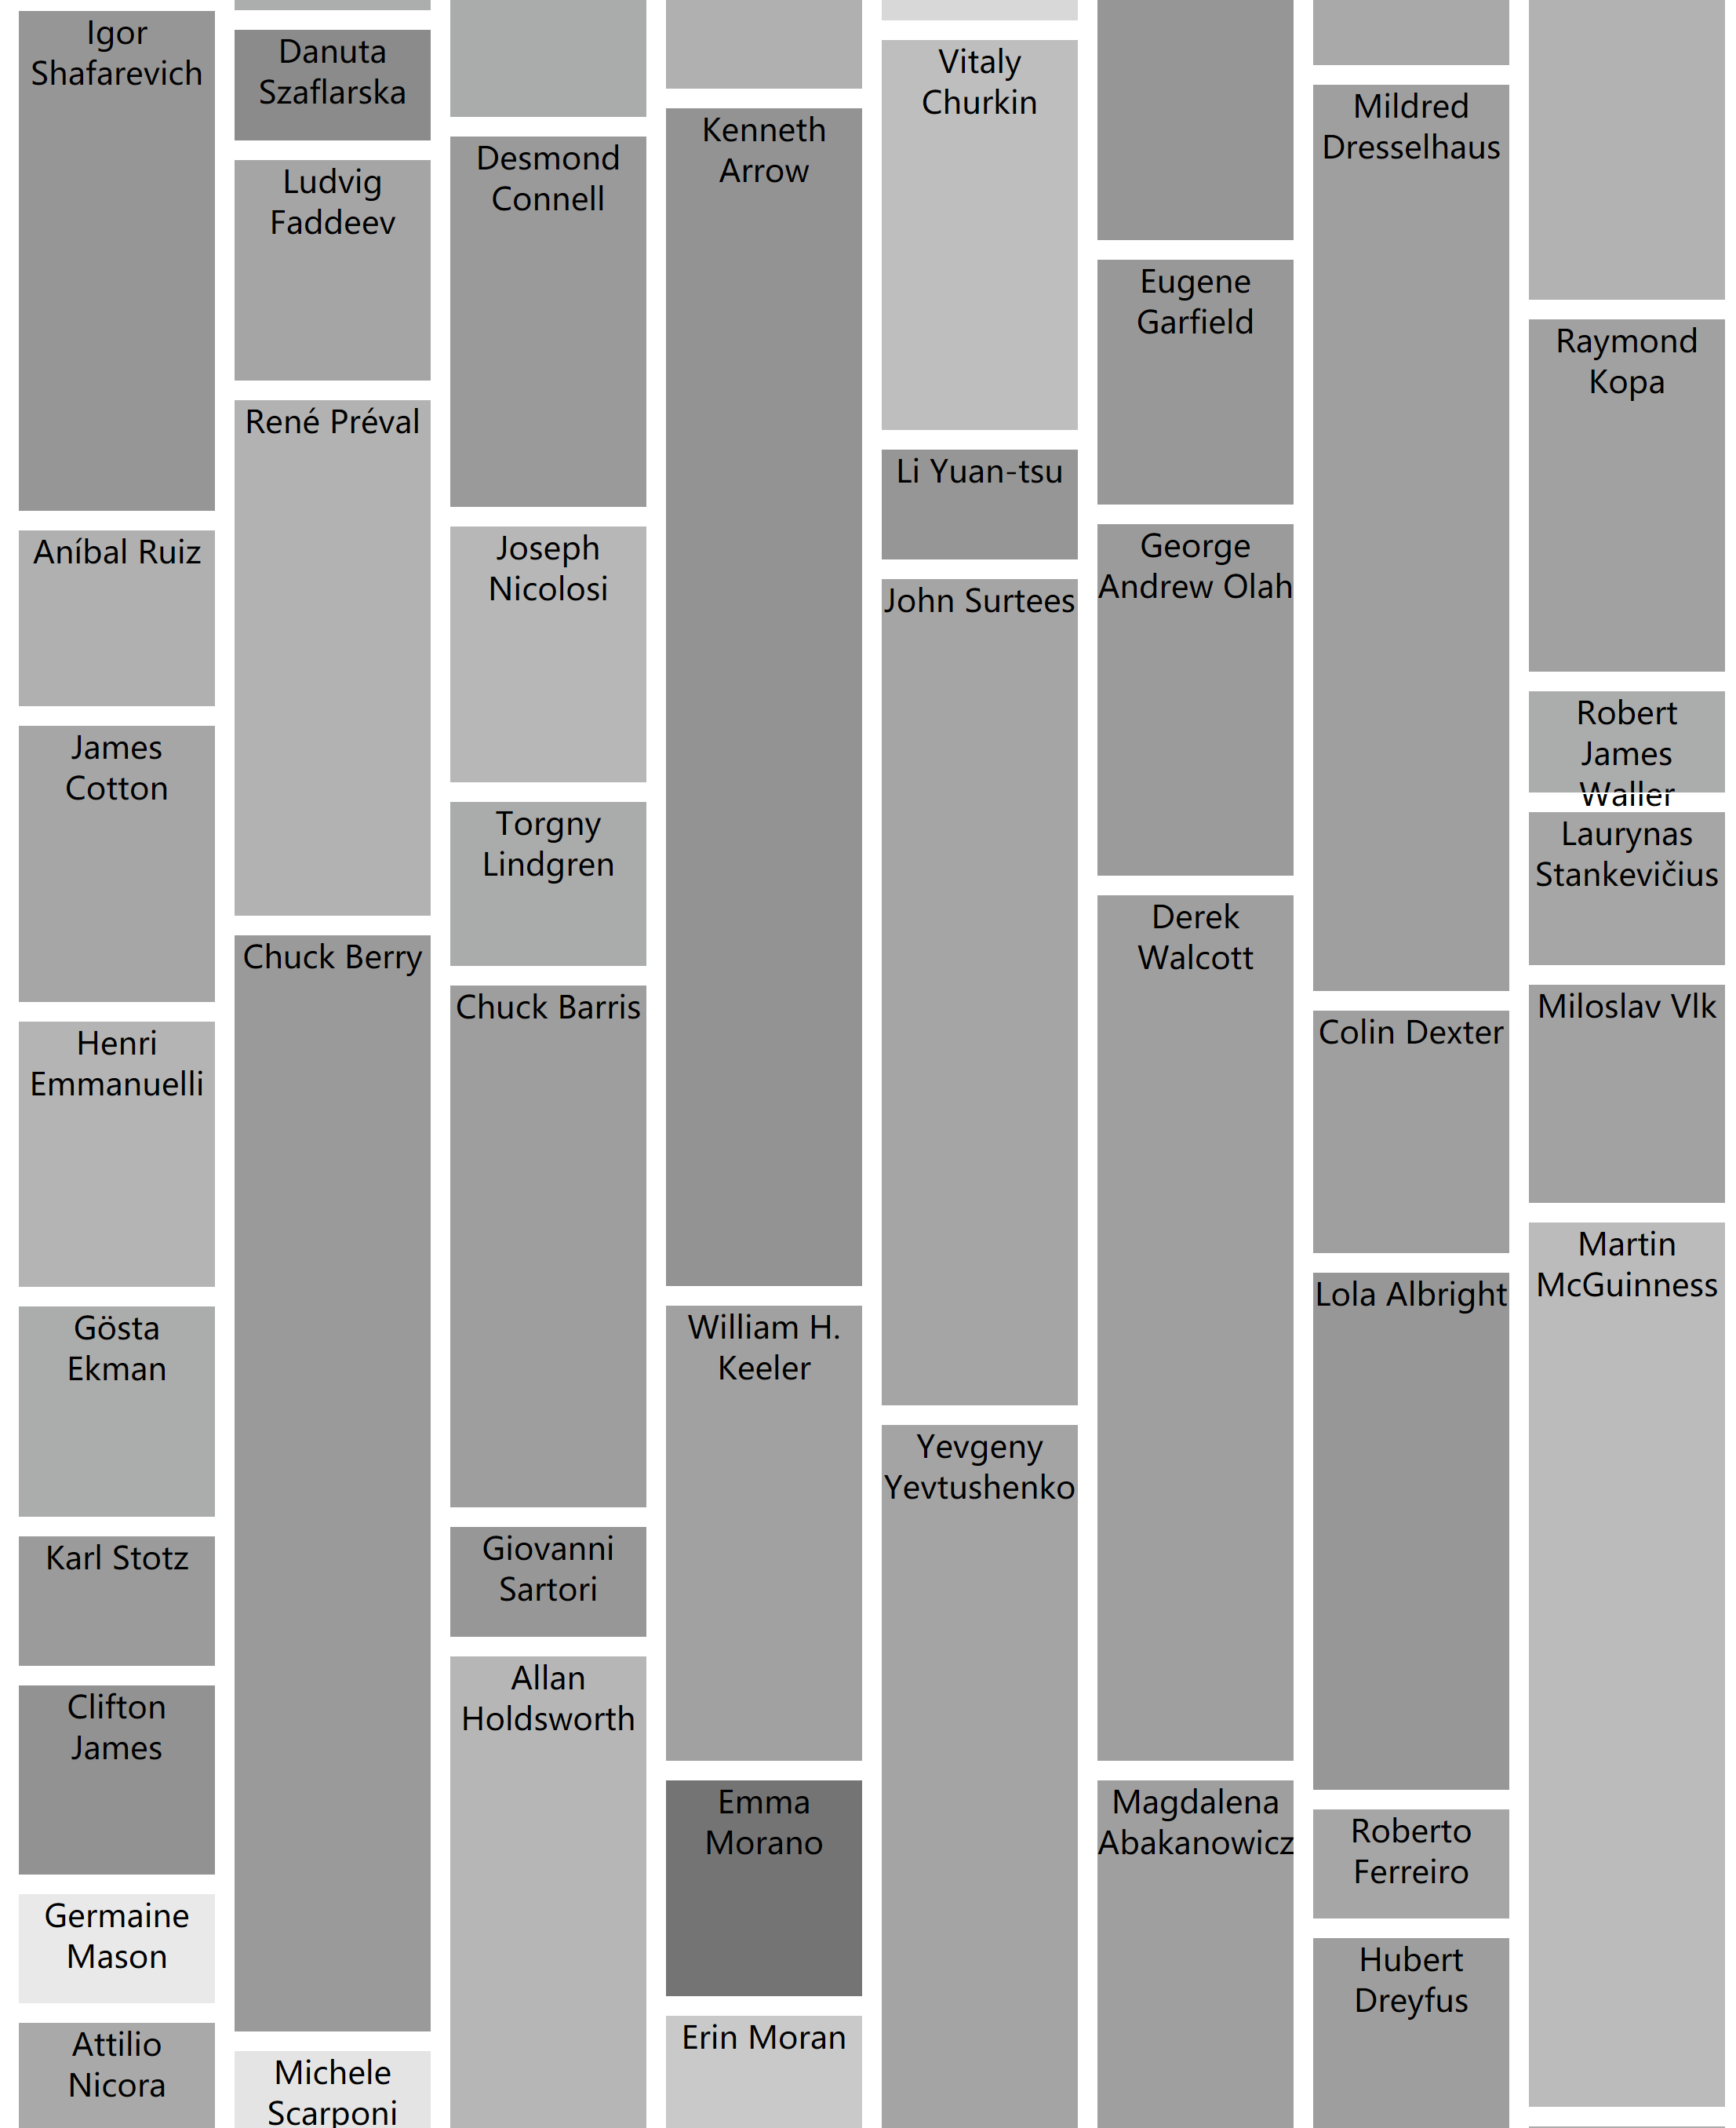 Igor
Shafarevich
Aníbal Ruiz
James
Cotton
Henri
Emmanuelli
Gösta
Ekman
Karl Stotz
Clifton
James
Germaine
Mason
Attilio
Nicora
Danuta
Szaflarska
Ludvig
Faddeev
René Préval
Chuck Berry
Michele
Scarponi
Desmond
Connell
Joseph
Nicolosi
Torgny
Lindgren
Chuck Barris
Giovanni
Sartori
Allan
Holdsworth
Kenneth
Arrow
William H.
Keeler
Emma
Morano
Erin Moran
Vitaly
Churkin
Li Yuan-tsu
John Surtees
Yevgeny
Yevtushenko
Eugene
Garfield
George
Andrew Olah
Derek
Walcott
Magdalena
Abakanowicz
Mildred
Dresselhaus
Colin Dexter
Lola Albright
Roberto
Ferreiro
Hubert
Dreyfus
Raymond
Kopa
Robert
James
Waller
Laurynas
Stankevičius
Miloslav Vlk
Martin
McGuinness